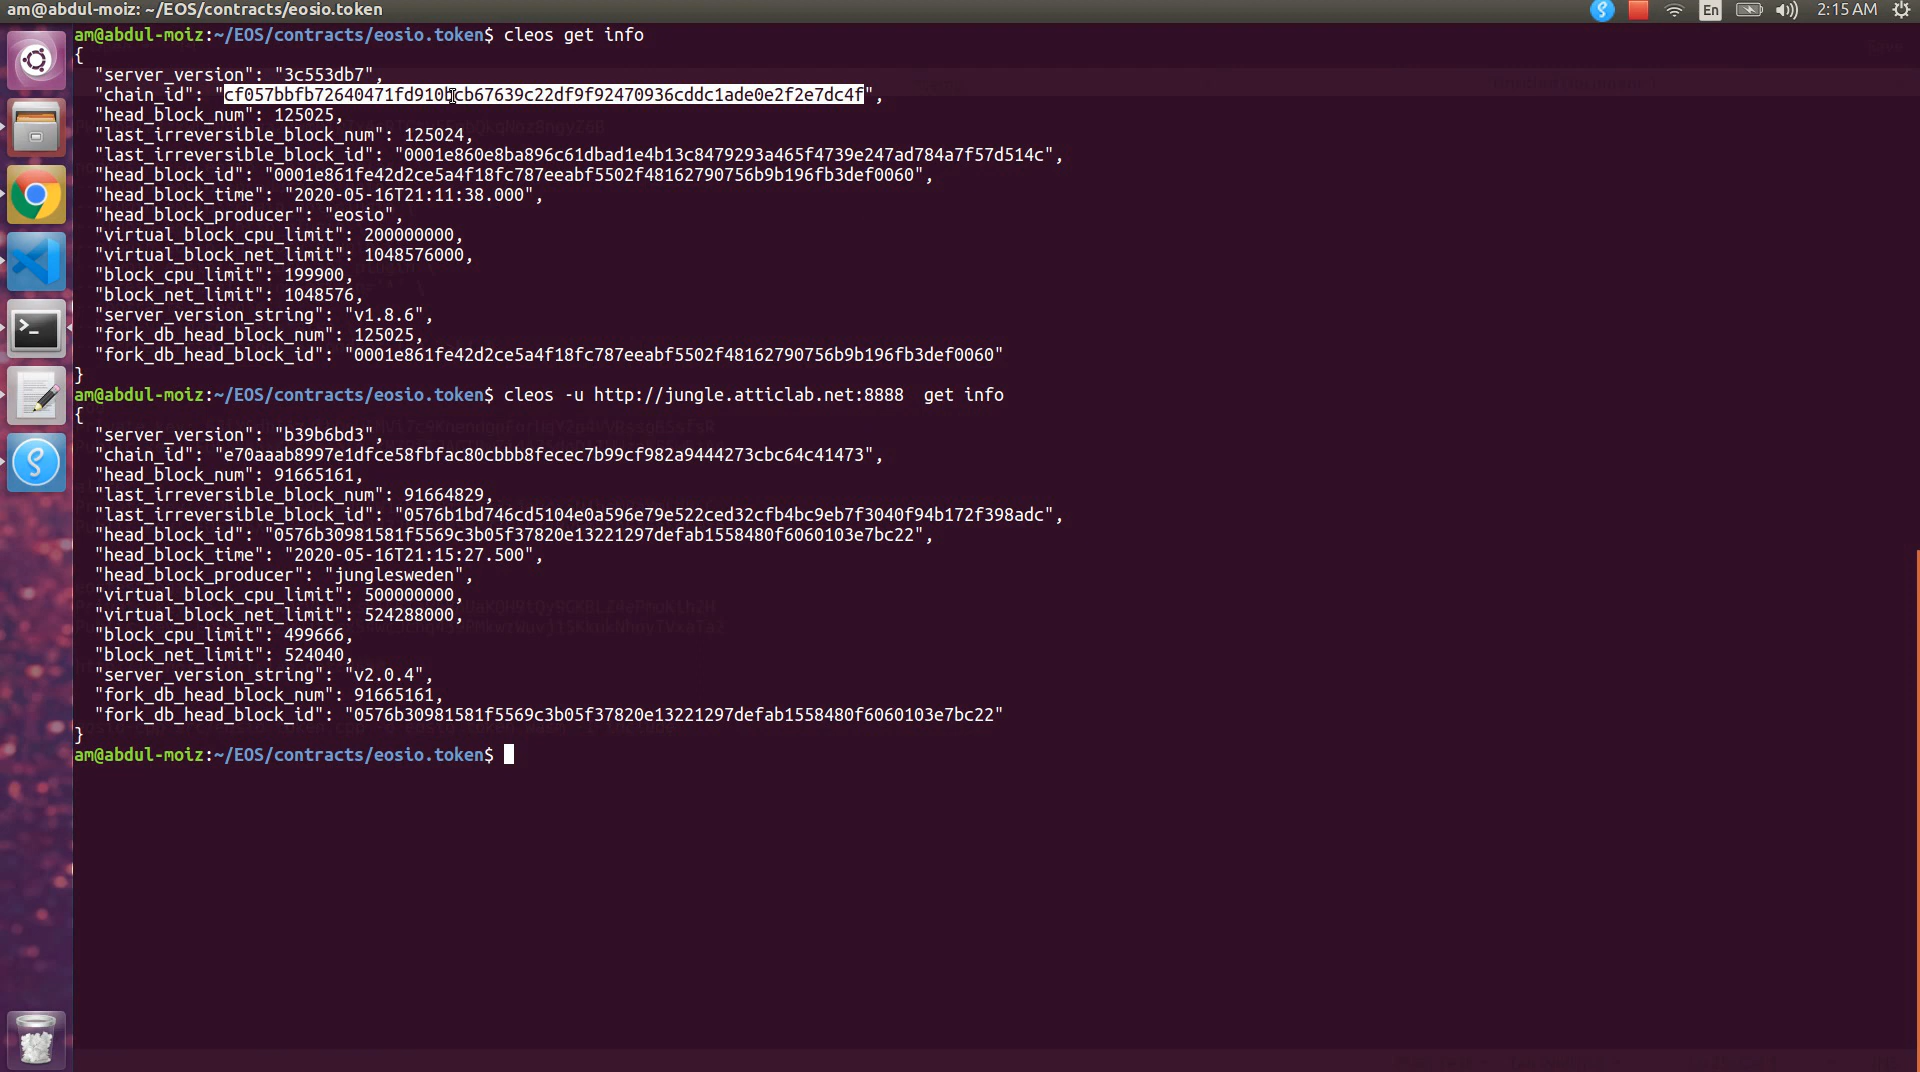 am@abdul-moiz: ~/EOS/contracts/eosio.token
En
2:15 AM
am@abdul-moiz:~/EOS/contracts/eosio.token$ cleos get info
{
"server_version": "3c553db7",
"chain_id": "cf057bbfb72640471fd910bcb67639c22df9f92470936cddc1ade0e2f2e7dc4f",
"head_block_num": 125025,
"last_irreversible_block_num": 125024,
"last_irreversible_block_id": "0001e860e8ba896c61dbad1e4b13c8479293a465f4739e247ad784a7f57d514c",
"head_block_id": "0001e861fe42d2ce5a4f18fc787eeabf5502f48162790756b9b196fb3def0060",
"head_block_time": "2020-05-16T21:11:38.000",
"head_block_producer": "eosio",
"virtual_block_cpu_limit": 200000000,
"virtual_block_net_limit": 1048576000,
"block_cpu_limit": 199900,
"block_net_limit": 1048576,
"server_version_string": "v1.8.6",
"fork_db_head_block_num": 125025,
"fork_db_head_block_id": "0001e861fe42d2ce5a4f18fc787eeabf5502f48162790756b9b196fb3def0060"
}
am@abdul-moiz:~/EOS/contracts/eosio.token$ cleos -u http://jungle.atticlab.net:8888  get info
{
"server_version": "b39b6bd3",
"chain_id": "e70aaab8997e1dfce58fbfac80cbbb8fecec7b99cf982a9444273cbc64c41473",
"head_block_num": 91665161,
"last_irreversible_block_num": 91664829,
"last_irreversible_block_id": "0576b1bd746cd5104e0a596e79e522ced32cfb4bc9eb7f3040f94b172f398adc",
"head_block_id": "0576b30981581f5569c3b05f37820e13221297defab1558480f6060103e7bc22",
"head_block_time": "2020-05-16T21:15:27.500",
"head_block_producer": "junglesweden",
"virtual_block_cpu_limit": 500000000,
"virtual_block_net_limit": 524288000,
"block_cpu_limit": 499666,
"block_net_limit": 524040,
"server_version_string": "v2.0.4",
"fork_db_head_block_num": 91665161,
"fork_db_head_block_id": "0576b30981581f5569c3b05f37820e13221297defab1558480f6060103e7bc22"
}
am@abdul-moiz:~/EOS/contracts/eosio.token$